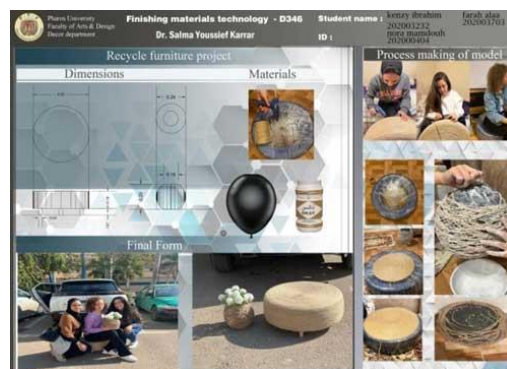 Pharos University
Faculty of Arts & Design
Decor department
Finishing materials technology - D346
Dr. Salma Youssief Karrar
Student name :
ID :
kenzy ibrahim
202003232
nora mamdouh
202000404
farah alaa
202003703
Recycle furniture project
Dimensions
Materials
Process making of model
Final Form